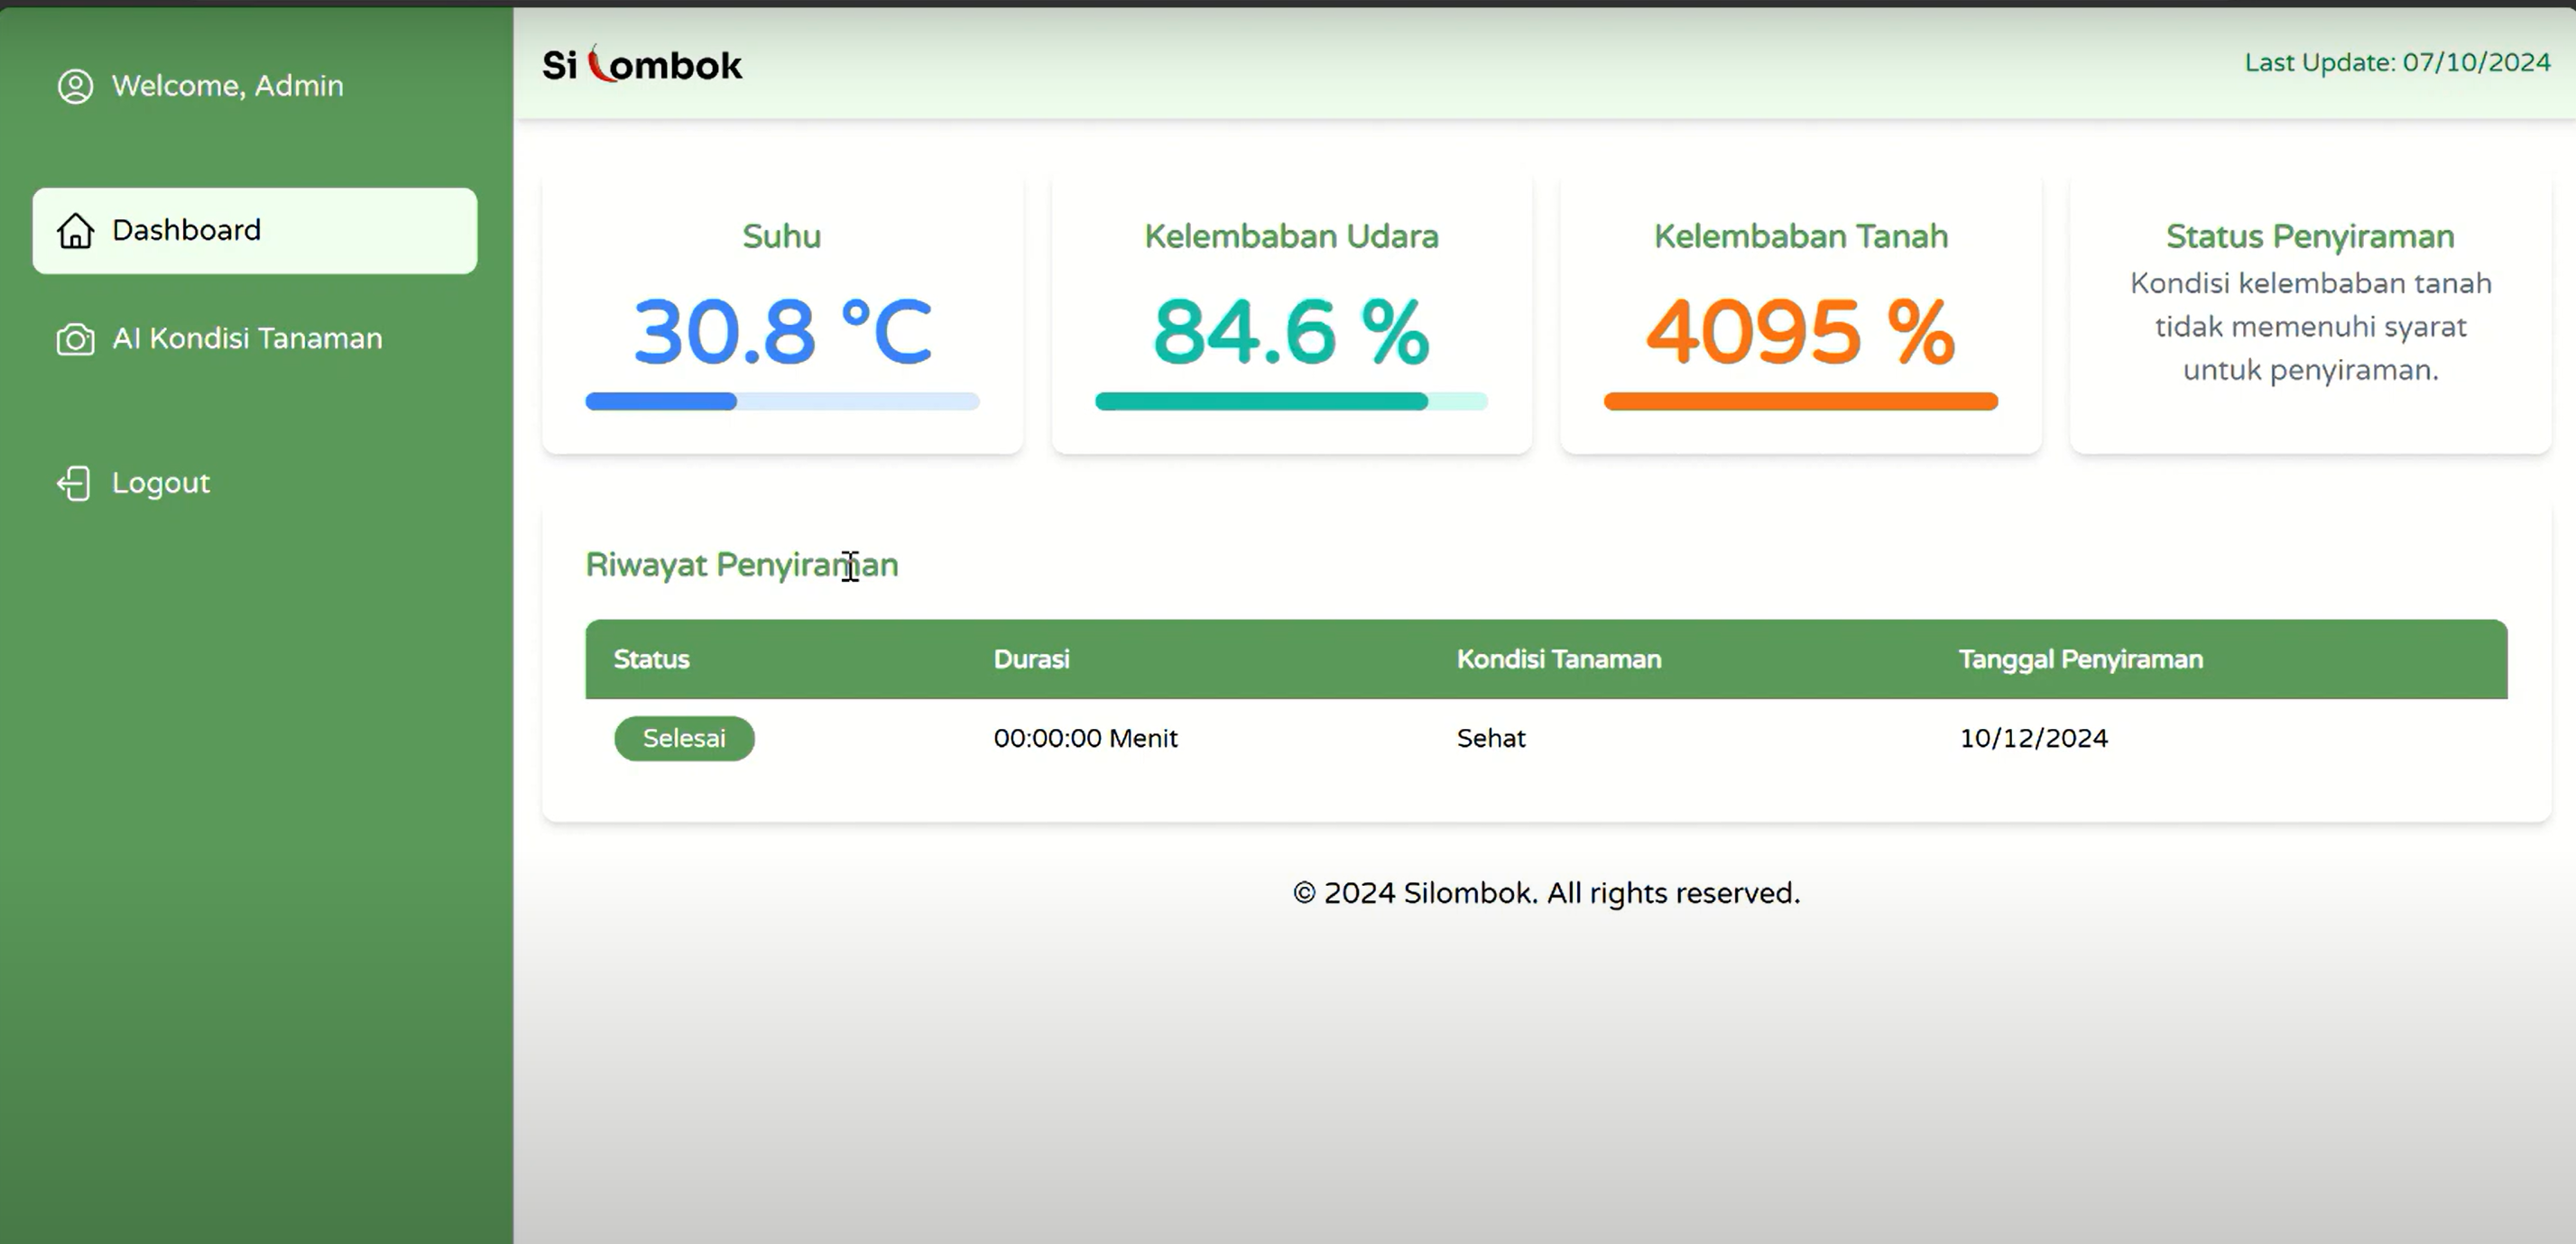 Welcome, Admin
Dashboard
AI Kondisi Tanaman
Logout
Si Lombok
Last Update: 07/10/2024
Suhu
30.8 °C
Kelembaban Udara
84.6 %
Kelembaban Tanah
4095 %
Status Penyiraman
Kondisi kelembaban tanah
tidak memenuhi syarat
untuk penyiraman.
Riwayat Penyiraman
Status Durasi Kondisi Tanaman Tanggal Penyiraman
Selesai 00:00:00 Menit Sehat 10/12/2024
© 2024 Silombok. All rights reserved.